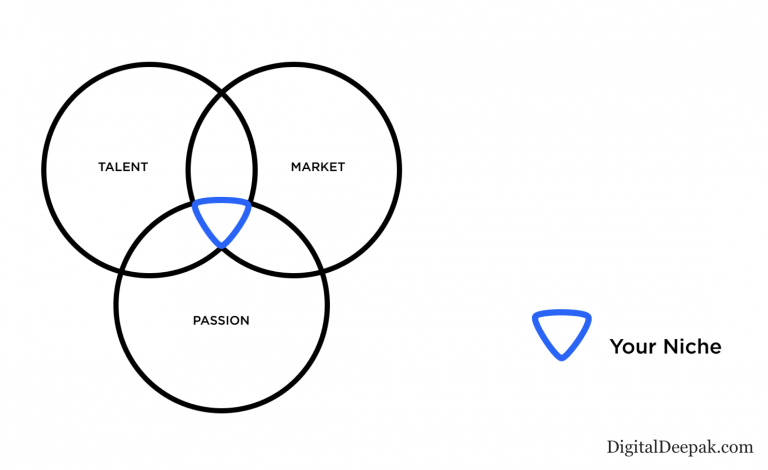 TALENT
MARKET
PASSION
Your Niche
DigitalDeepak.com